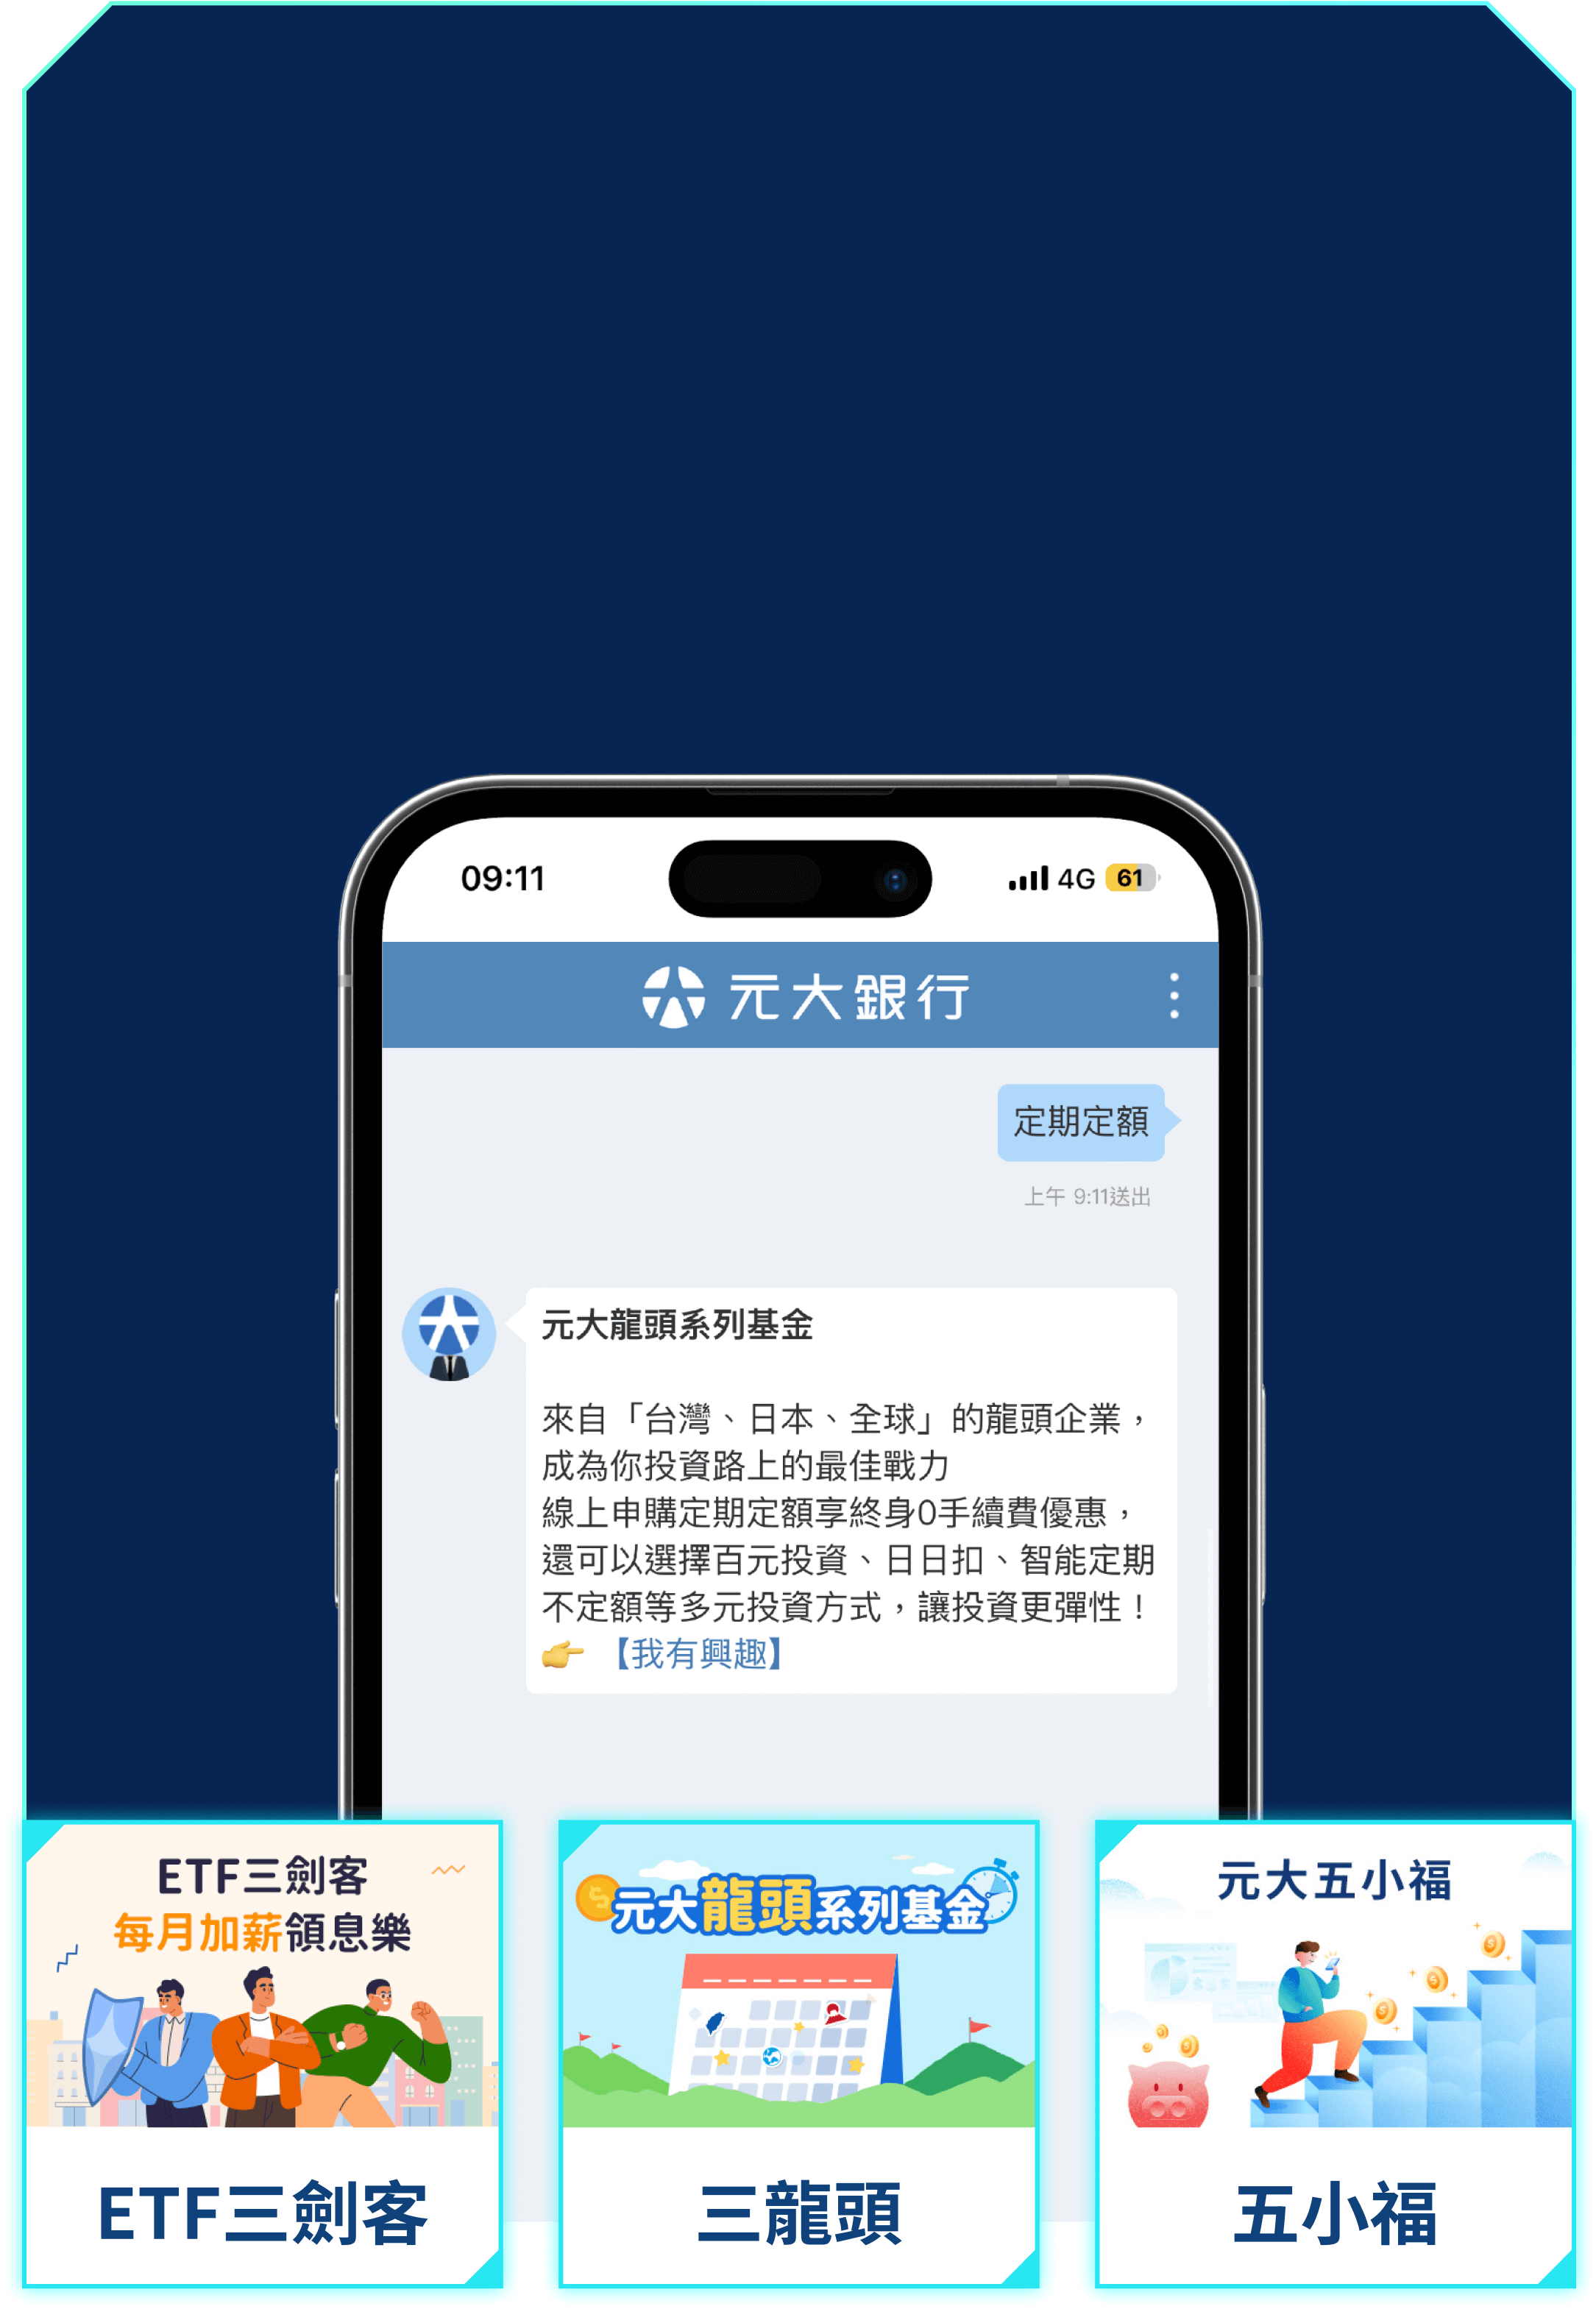 09:11
4G 61
元大銀行
定期定額
上午 9:11送出
元大龍頭系列基金
來自「台灣、日本、全球」的龍頭企業，
成為你投資路上的最佳戰力
線上申購定期定額享終身0手續費優惠，
還可以選擇百元投資、日日扣、智能定期
不定額等多元投資方式，讓投資更彈性！
👉【我有興趣】
ETF三劍客
每月加薪領息樂
ETF三劍客
元大龍頭系列基金
三龍頭
元大五小福
五小福